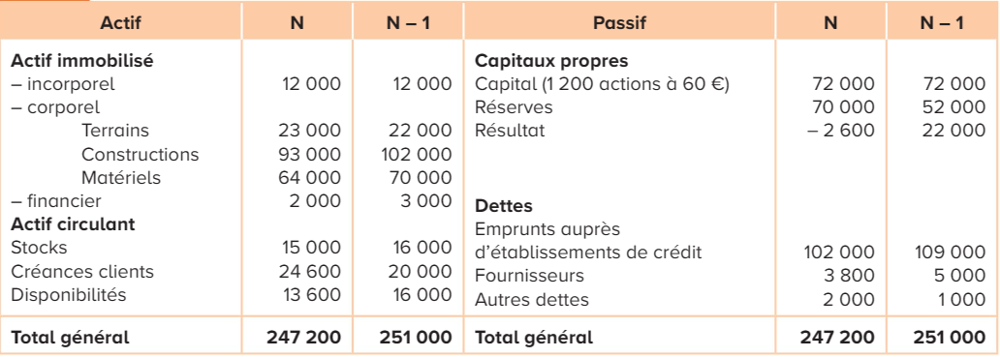 Actif N N – 1 Passif N N – 1
Actif immobilisé Capitaux propres
– incorporel 12 000 12 000 Capital (1 200 actions à 60 €) 72 000 72 000
– corporel Réserves 70 000 52 000
Terrains 23 000 22 000 Résultat – 2 600 22 000
Constructions 93 000 102 000
Matériels 64 000 70 000
– financier 2 000 3 000 Dettes
Actif circulant Emprunts auprès
Stocks 15 000 16 000 d’établissements de crédit 102 000 109 000
Créances clients 24 600 20 000 Fournisseurs 3 800 5 000
Disponibilités 13 600 16 000 Autres dettes 2 000 1 000
Total général 247 200 251 000 Total général 247 200 251 000